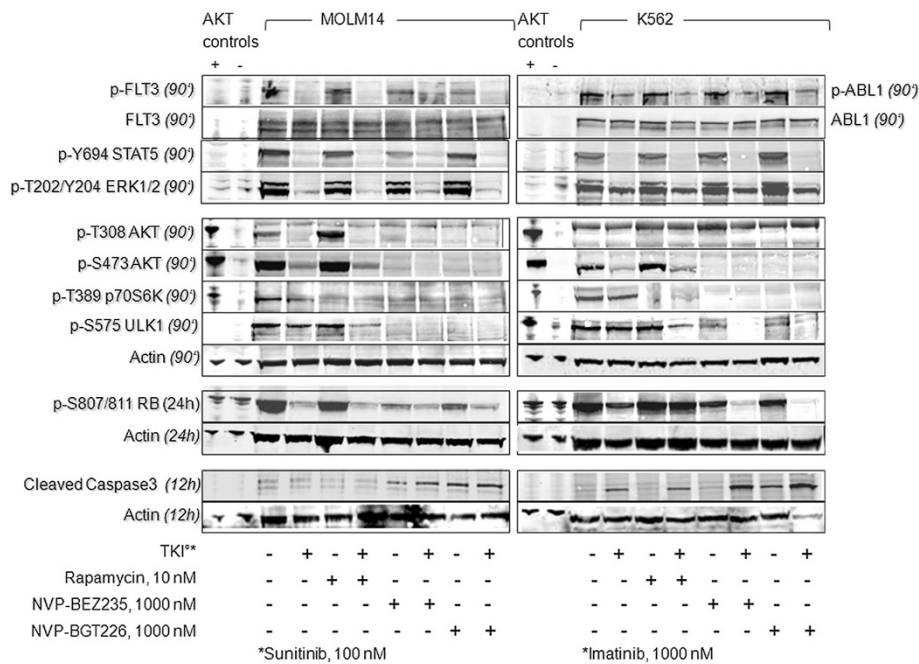 AKT controls MOLM14 AKT controls K562
+ - + -
p-FLT3 (90‘) p-ABL1 (90‘)
FLT3 (90‘) ABL1 (90‘)
p-Y694 STAT5 (90‘)
p-T202/Y204 ERK1/2 (90‘)
p-T308 AKT (90‘)
p-S473 AKT (90‘)
p-T389 p70S6K (90‘)
p-S575 ULK1 (90‘)
Actin (90‘)
p-S807/811 RB (24h)
Actin (24h)
Cleaved Caspase3 (12h)
Actin (12h)
TKI°* - + - + - + - + - + - + - + - +
Rapamycin, 10 nM - - + + - - - - - - + + - - - -
NVP-BEZ235, 1000 nM - - - - + + - - - - - - + + - -
NVP-BGT226, 1000 nM - - - - - - + + - - - - - - + +
*Sunitinib, 100 nM *Imatinib, 1000 nM